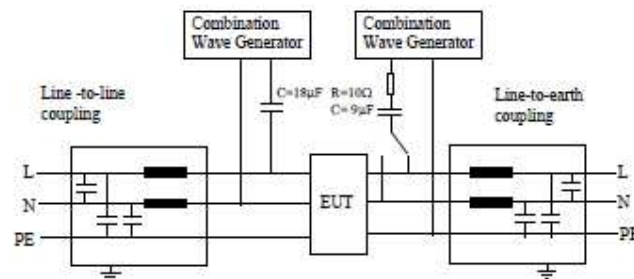 Combination
Wave Generator
Combination
Wave Generator
Line -to-line
coupling
C=18µF
R=10Ω
C=9µF
Line-to-earth
coupling
L
N
PE
EUT
L
N
PE